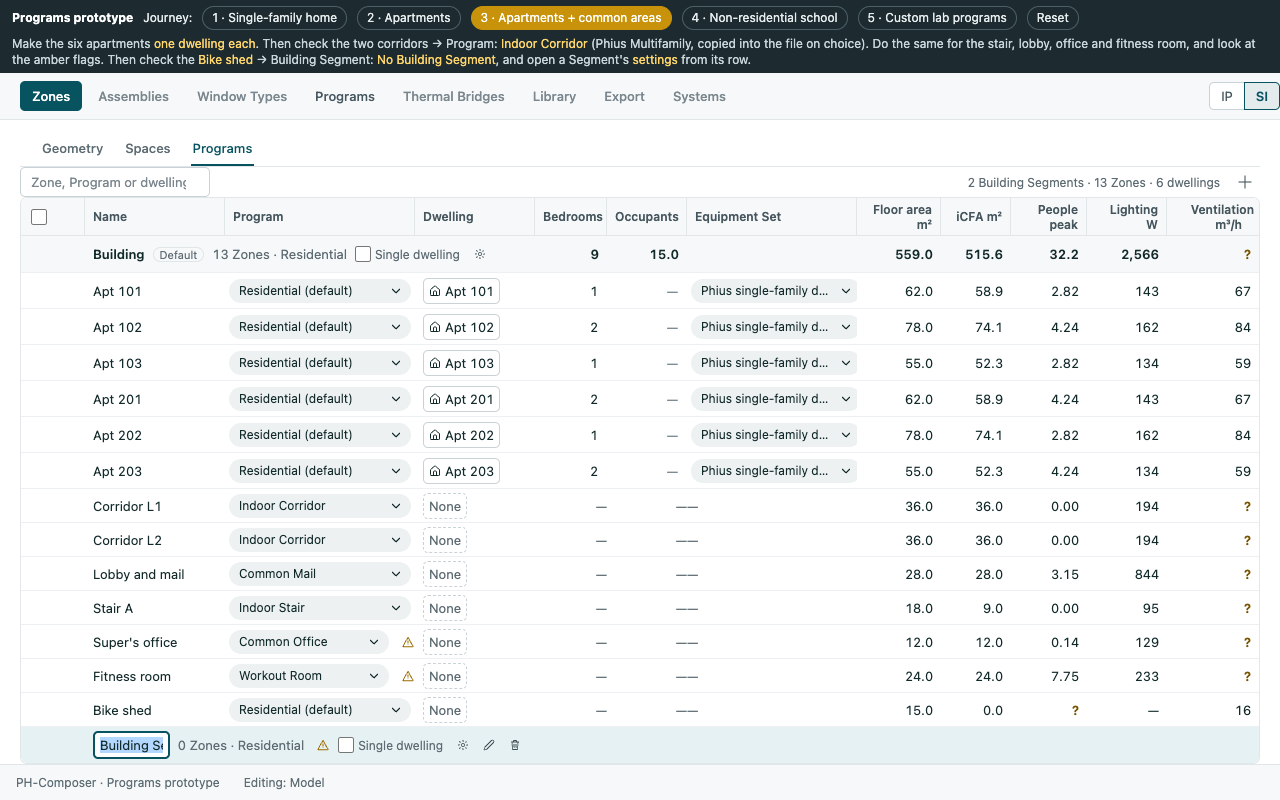 Programs prototype Journey: 1 · Single-family home 2 · Apartments 3 · Apartments + common areas 4 · Non-residential school 5 · Custom lab programs Reset
Make the six apartments one dwelling each. Then check the two corridors → Program: Indoor Corridor (Phius Multifamily, copied into the file on choice). Do the same for the stair, lobby, office and fitness room, and look at
the amber flags. Then check the Bike shed → Building Segment: No Building Segment, and open a Segment's settings from its row.
Zones Assemblies Window Types Programs Thermal Bridges Library Export Systems IP SI
Geometry Spaces Programs
Zone, Program or dwelling 2 Building Segments · 13 Zones · 6 dwellings
Name Program Dwelling Bedrooms Occupants Equipment Set Floor area m² iCFA m² People peak Lighting W Ventilation m³/h
Building Default 13 Zones · Residential Single dwelling 9 15.0 559.0 515.6 32.2 2,566 ?
Apt 101 Residential (default) Apt 101 1 — Phius single-family d... 62.0 58.9 2.82 143 67
Apt 102 Residential (default) Apt 102 2 — Phius single-family d... 78.0 74.1 4.24 162 84
Apt 103 Residential (default) Apt 103 1 — Phius single-family d... 55.0 52.3 2.82 134 59
Apt 201 Residential (default) Apt 201 2 — Phius single-family d... 62.0 58.9 4.24 143 67
Apt 202 Residential (default) Apt 202 1 — Phius single-family d... 78.0 74.1 2.82 162 84
Apt 203 Residential (default) Apt 203 2 — Phius single-family d... 55.0 52.3 4.24 134 59
Corridor L1 Indoor Corridor None — — — 36.0 36.0 0.00 194 ?
Corridor L2 Indoor Corridor None — — — 36.0 36.0 0.00 194 ?
Lobby and mail Common Mail None — — — 28.0 28.0 3.15 844 ?
Stair A Indoor Stair None — — — 18.0 9.0 0.00 95 ?
Super's office Common Office None — — — 12.0 12.0 0.14 129 ?
Fitness room Workout Room None — — — 24.0 24.0 7.75 233 ?
Bike shed Residential (default) None — — — 15.0 0.0 ? — 16
Building Se 0 Zones · Residential Single dwelling
PH-Composer · Programs prototype Editing: Model